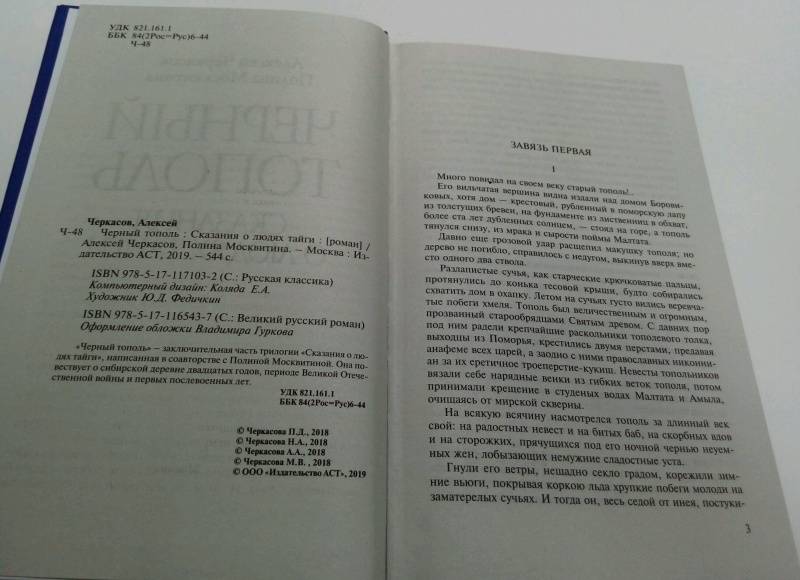 УДК 821.161.1
ББК 84(2Рос=Рус)6-44
Ч-48
ЧЕРНЫЙ
ТОПОЛЬ
Черкасов, Алексей
Ч-48 Черный тополь : Сказания о людях тайги : [роман] /
Алексей Черкасов, Полина Москвитина. – Москва : Из-
дательство АСТ, 2019. – 544 с.
ISBN 978-5-17-117103-2 (С.: Русская классика)
Компьютерный дизайн: Коляда Е.А.
Художник Ю.Д. Федичкин
ISBN 978-5-17-116543-7 (С.: Великий русский роман)
Оформление обложки Владимира Гуркова
«Черный тополь» – заключительная часть трилогии «Сказания о лю-
дях тайги», написанная в соавторстве с Полиной Москвитиной. Она по-
вествует о сибирской деревне двадцатых годов, периоде Великой Отече-
ственной войны и первых послевоенных лет.
УДК 821.161.1
ББК 84(2Рос=Рус)6-44
© Черкасова П.Д., 2018
© Черкасова Н.А., 2018
© Черкасова А.А., 2018
© Черкасова М.В., 2018
© ООО «Издательство АСТ», 2019
ЗАВЯЗЬ ПЕРВАЯ
1
Много повидал на своем веку старый тополь!..
Его вильчатая вершина видна издали над домом Борови-
ковых, хотя дом – крестовый, рубленный в поморскую лапу
из толстущих бревен, на фундаменте из лиственниц в обхват,
более ста лет дубленных солнцем, – стоял на горе, а тополь
тянулся снизу, из мрака и сырости поймы Малтата.
Давно еще грозовой удар расщепил макушку тополя; но
дерево не погибло, справилось с недугом, выкинув вверх вме-
сто одного два ствола.
Разлапистые сучья, как старческие крючковатые пальцы,
протянулись до конька тесовой крыши, будто собирались
схватить дом в охапку. Летом на сучьях густо вились веревча-
тые побеги хмеля. Тополь был величественным и огромным,
прозванный старообрядцами Святым древом. С давних пор
под ним радели крепчайшие раскольники тополевого толка,
выходцы из Поморья, крестились двумя перстами, предавая
анафеме всех царей, а заодно с ними православных никониа-
н за их еретичное троеперстие-кукиш. Невесты топольников
вязали себе нарядные венки из гибких веток тополя, потом
принимали крещение в студеных водах Малтата и Амыла,
очищаясь от мирской скверны.
На всякую всячину насмотрелся тополь за длинный век
свой: на радостных невест и на битых баб, на скорбных вдов
и на сторожких, прячущихся под его ночной чернью неуем-
ных жен, лобызающих немужние сладостные уста.
Гнули его ветры, нещадно секло градом, корежили зим-
ние вьюги, покрывая коркою льда хрупкие побеги молоди на
заматерелых сучьях. И тогда он, весь седой от инея, постуки-
3